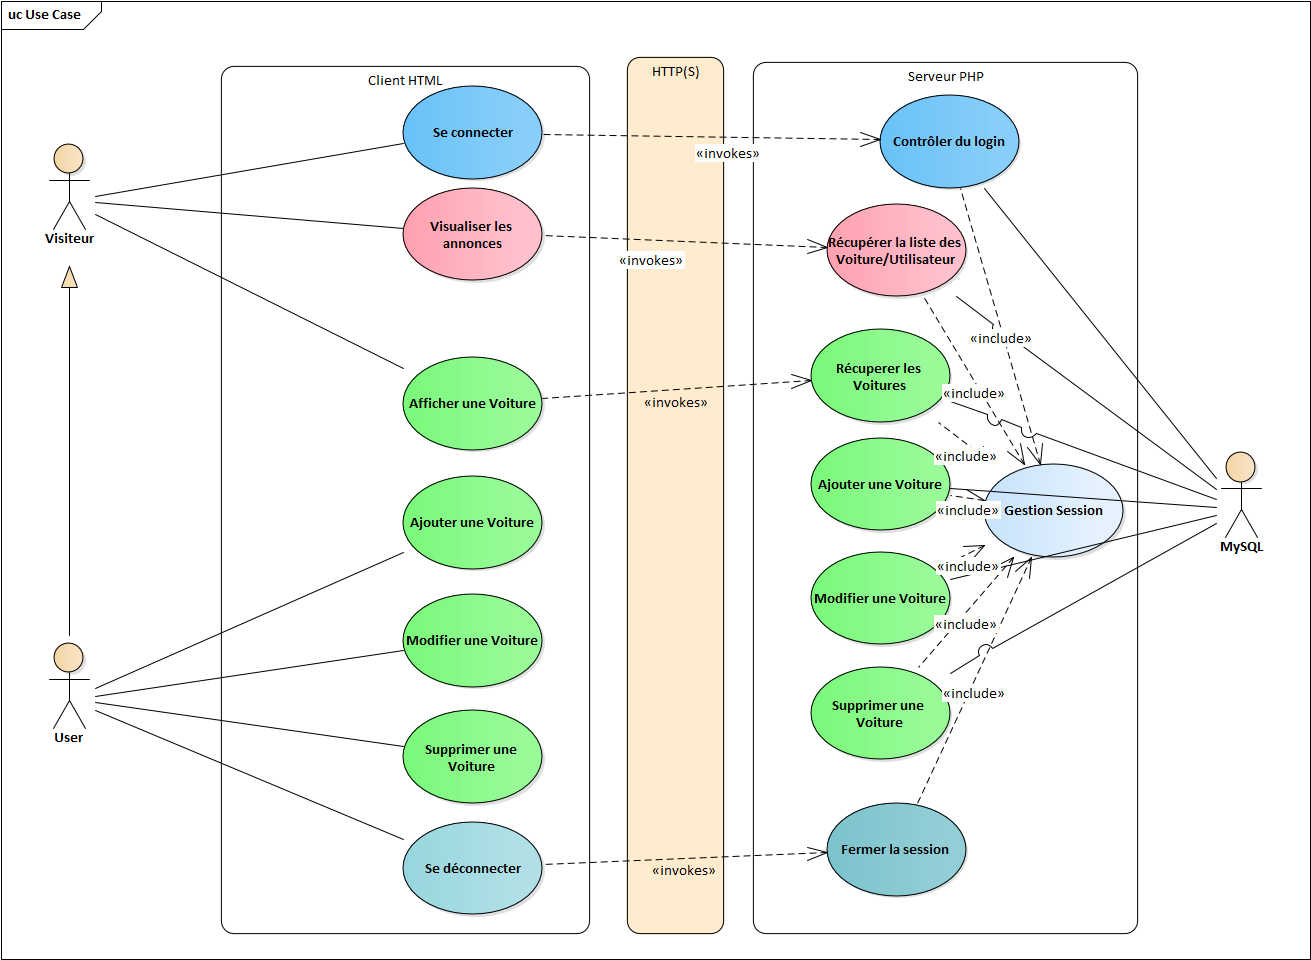 uc Use Case
Client HTML
HTTP(S)
Serveur PHP
Se connecter
Contrôler du login
«invokes»
Visiteur
Visualiser les
annonces
Récupérer la liste des
Voiture/Utilisateur
«invokes»
«include»
Afficher une Voiture
Récuperer les
Voitures
«invokes»
«include»
«include»
Ajouter une Voiture
Ajouter une Voiture
«include»
Gestion Session
MySQL
Modifier une Voiture
Modifier une Voiture
«include»
«include»
User
Supprimer une
Voiture
Supprimer une
Voiture
«include»
Se déconnecter
Fermer la session
«invokes»